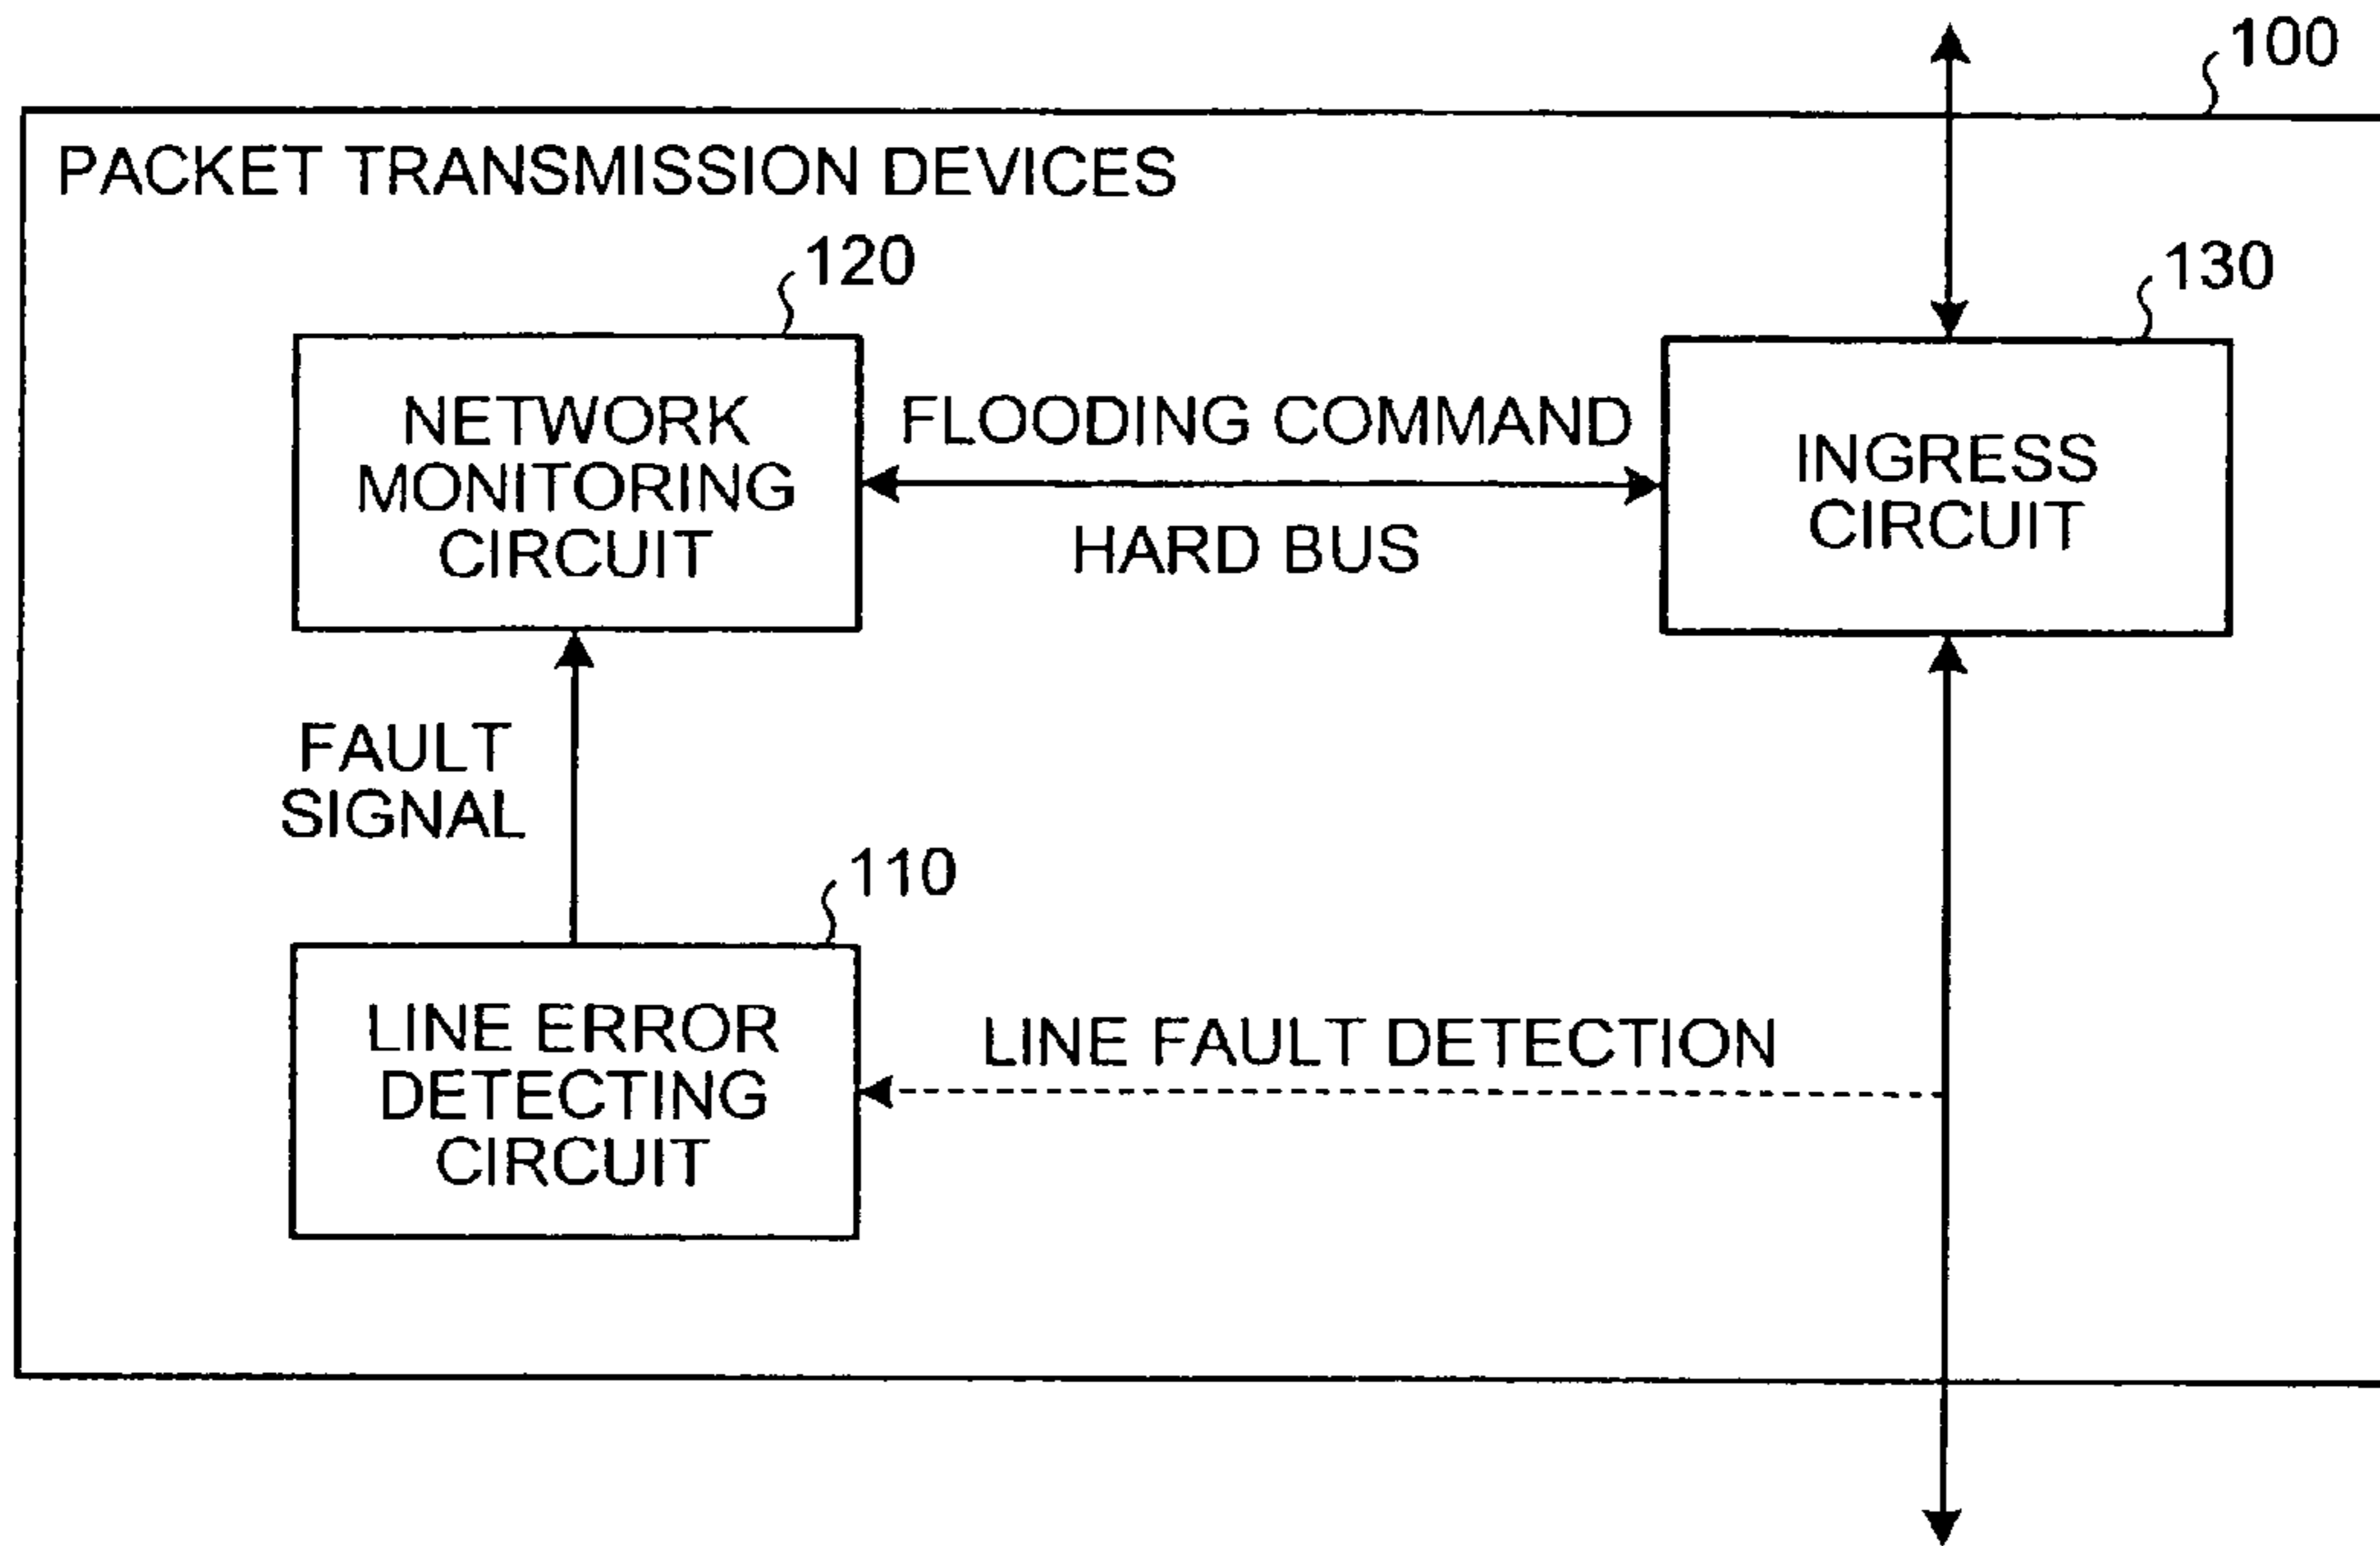 100
PACKET TRANSMISSION DEVICES
120
130
NETWORK
MONITORING
CIRCUIT
FLOODING COMMAND
HARD BUS
INGRESS
CIRCUIT
FAULT
SIGNAL
110
LINE ERROR
DETECTING
CIRCUIT
LINE FAULT DETECTION